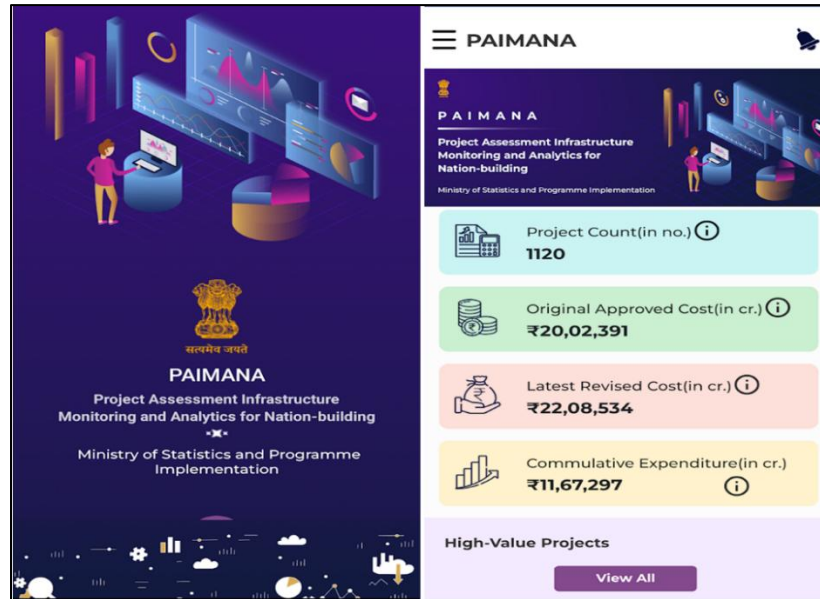 सत्यमेव जयते
PAIMANA
Project Assessment Infrastructure
Monitoring and Analytics for Nation-building
Ministry of Statistics and Programme
Implementation
PAIMANA
PAIMANA
Project Assessment Infrastructure
Monitoring and Analytics for
Nation-building
Ministry of Statistics and Programme Implementation
Project Count(in no.)
1120
Original Approved Cost(in cr.)
₹20,02,391
Latest Revised Cost(in cr.)
₹22,08,534
Commulative Expenditure(in cr.)
₹11,67,297
High-Value Projects
View All